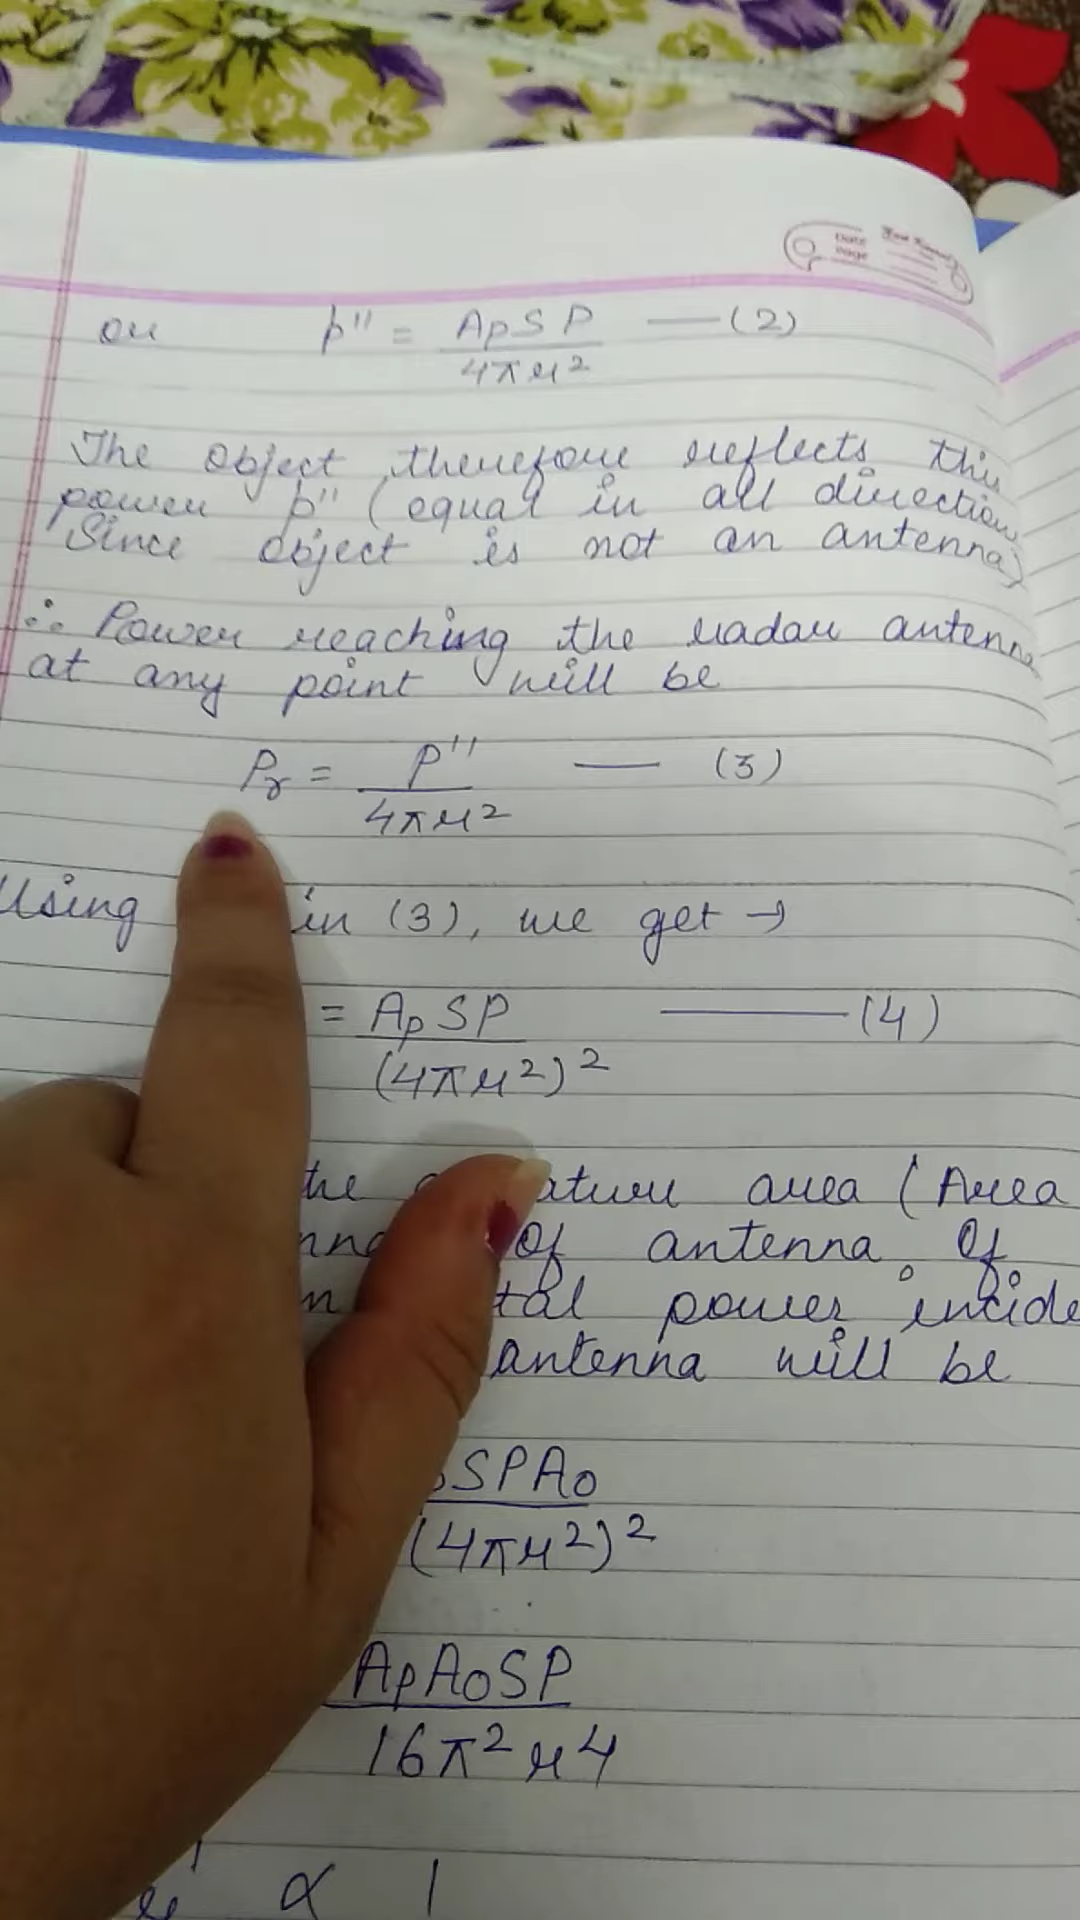 or p'' = ApSP / 4πr² — (2)
The object therefore reflects this
power p'' (equal in all direction
Since object is not an antenna)
∴ Power reaching the radar antenna
at any point will be
Pr = P'' / 4πr² — (3)
Using in (3), we get →
= ApSP / (4πr²)² — (4)
the area (Area
Of antenna. Of
power incide
antenna will be
SPAo / (4πr²)²
ApAoSP / 16π²r4
∝ 1
Date
Page